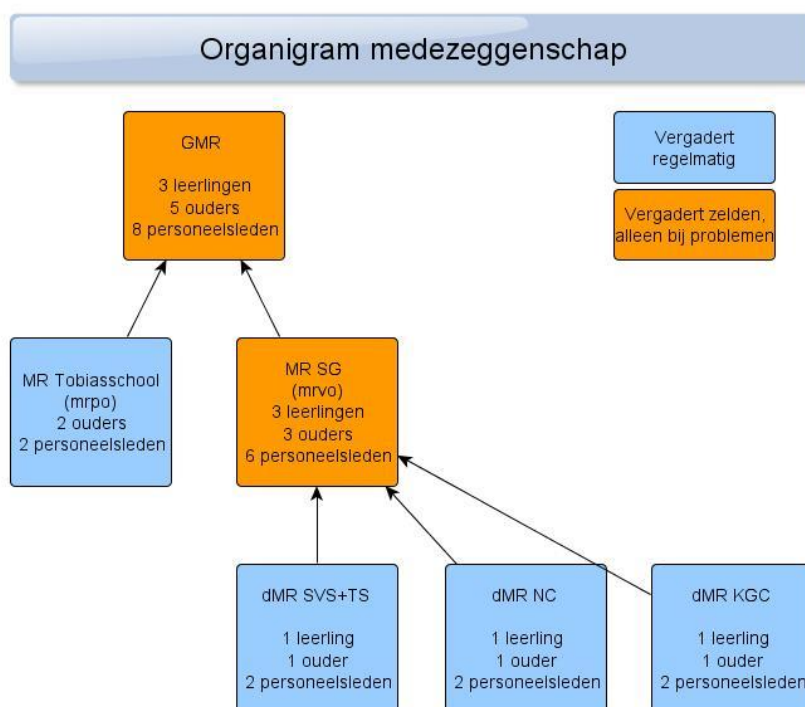 Organigram medezeggenschap
GMR
3 leerlingen
5 ouders
8 personeelsleden
Vergadert
regelmatig
Vergadert zelden,
alleen bij problemen
MR Tobiasschool
(mrpo)
2 ouders
2 personeelsleden
MR SG
(mrvo)
3 leerlingen
3 ouders
6 personeelsleden
dMR SVS+TS
1 leerling
1 ouder
2 personeelsleden
dMR NC
1 leerling
1 ouder
2 personeelsleden
dMR KGC
1 leerling
1 ouder
2 personeelsleden